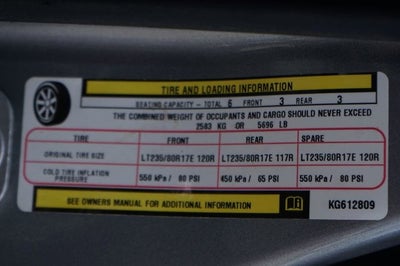 TIRE AND LOADING INFORMATION
SEATING CAPACITY - TOTAL 6 FRONT 3 REAR 3
THE COMBINED WEIGHT OF OCCUPANTS AND CARGO SHOULD NEVER EXCEED
2583 KG OR 5696 LB
TIRE FRONT REAR SPARE
ORIGINAL TIRE SIZE LT235/80R17E 120R LT235/80R17E 117R LT235/80R17E 120R
COLD TIRE INFLATION PRESSURE 550 kPa / 80 PSI 450 kPa / 65 PSI 550 kPa / 80 PSI
SEE OWNERS MANUAL FOR ADDITIONAL INFORMATION KG612809